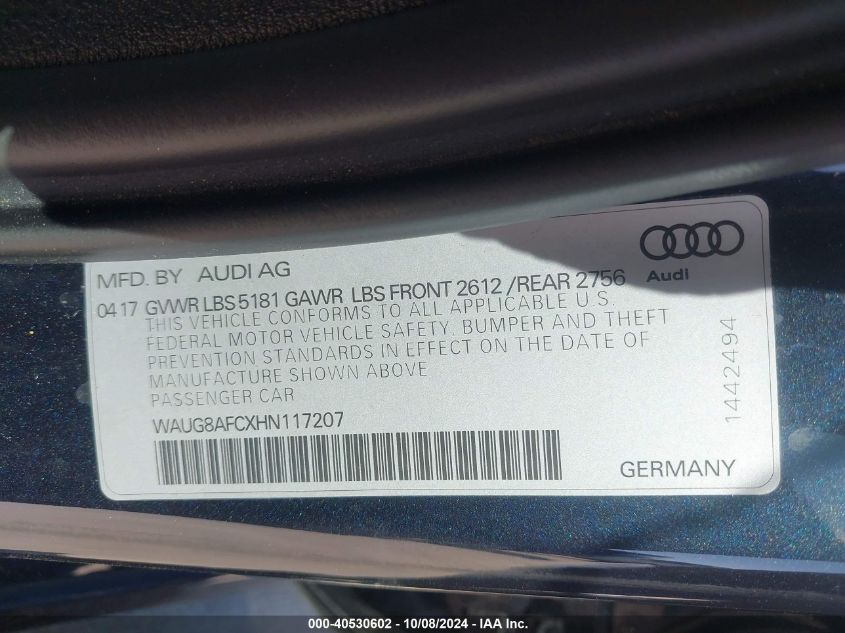 MFD. BY AUDI AG
Audi
04 17 GVWR LBS 5181 GAWR LBS FRONT 2612 / REAR 2756
THIS VEHICLE CONFORMS TO ALL APPLICABLE U.S.
FEDERAL MOTOR VEHICLE SAFETY, BUMPER AND THEFT
PREVENTION STANDARDS IN EFFECT ON THE DATE OF
MANUFACTURE SHOWN ABOVE
PASSENGER CAR
WAUG8AFCXHN117207
1442494
GERMANY
000-40530602 - 10/08/2024 - IAA Inc.